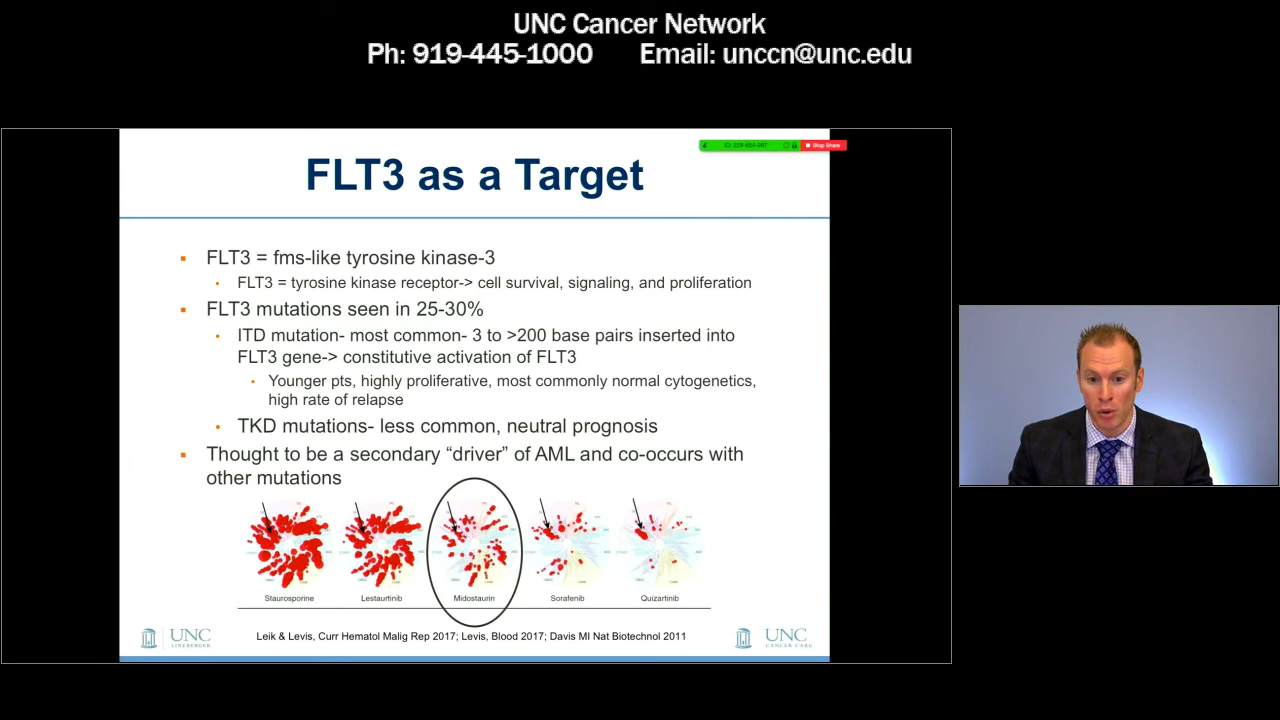 UNC Cancer Network
Ph: 919-445-1000 Email: unccn@unc.edu
Stop Share
FLT3 as a Target
FLT3 = fms-like tyrosine kinase-3
FLT3 = tyrosine kinase receptor-> cell survival, signaling, and proliferation
FLT3 mutations seen in 25-30%
ITD mutation- most common- 3 to >200 base pairs inserted into
FLT3 gene-> constitutive activation of FLT3
Younger pts, highly proliferative, most commonly normal cytogenetics,
high rate of relapse
TKD mutations- less common, neutral prognosis
Thought to be a secondary “driver” of AML and co-occurs with
other mutations
Staurosporine Lestaurtinib Midostaurin Sorafenib Quizartinib
Leik & Levis, Curr Hematol Malig Rep 2017; Levis, Blood 2017; Davis MI Nat Biotechnol 2011
UNC
LINEBERGER
UNC
CANCER CARE